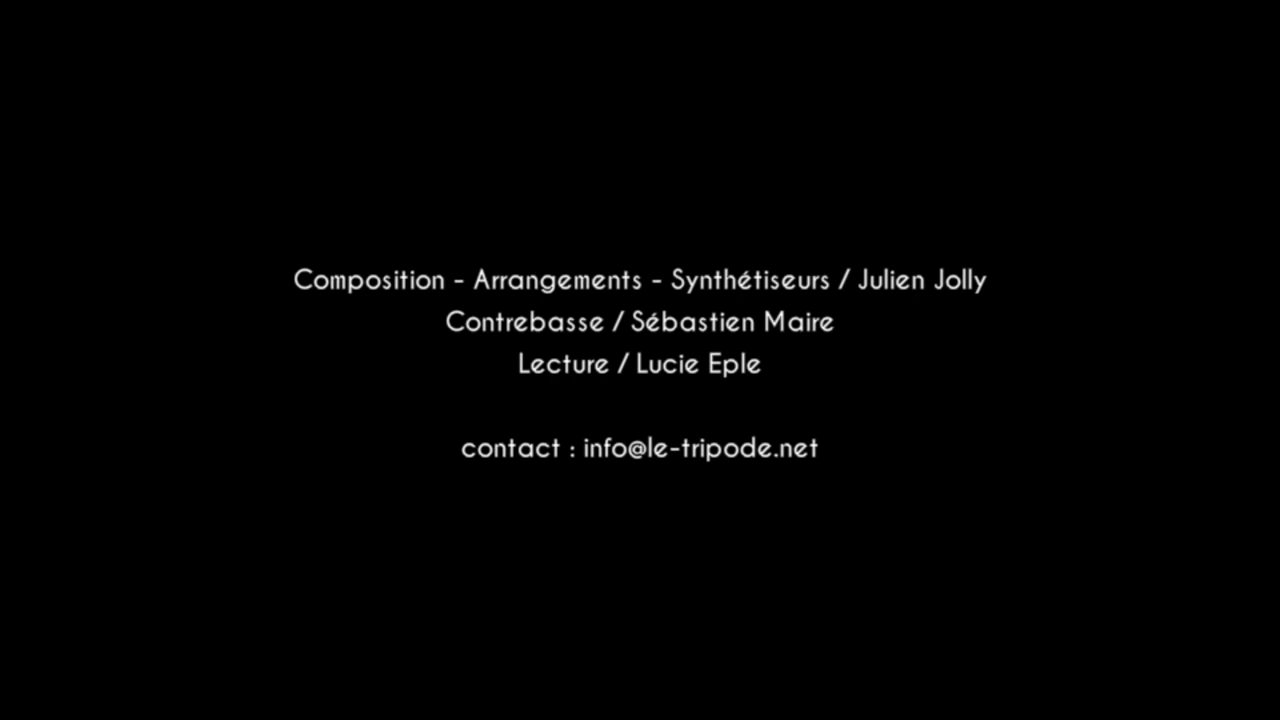 Composition - Arrangements - Synthétiseurs / Julien Jolly
Contrebasse / Sébastien Maire
Lecture / Lucie Eple
contact : info@le-tripode.net